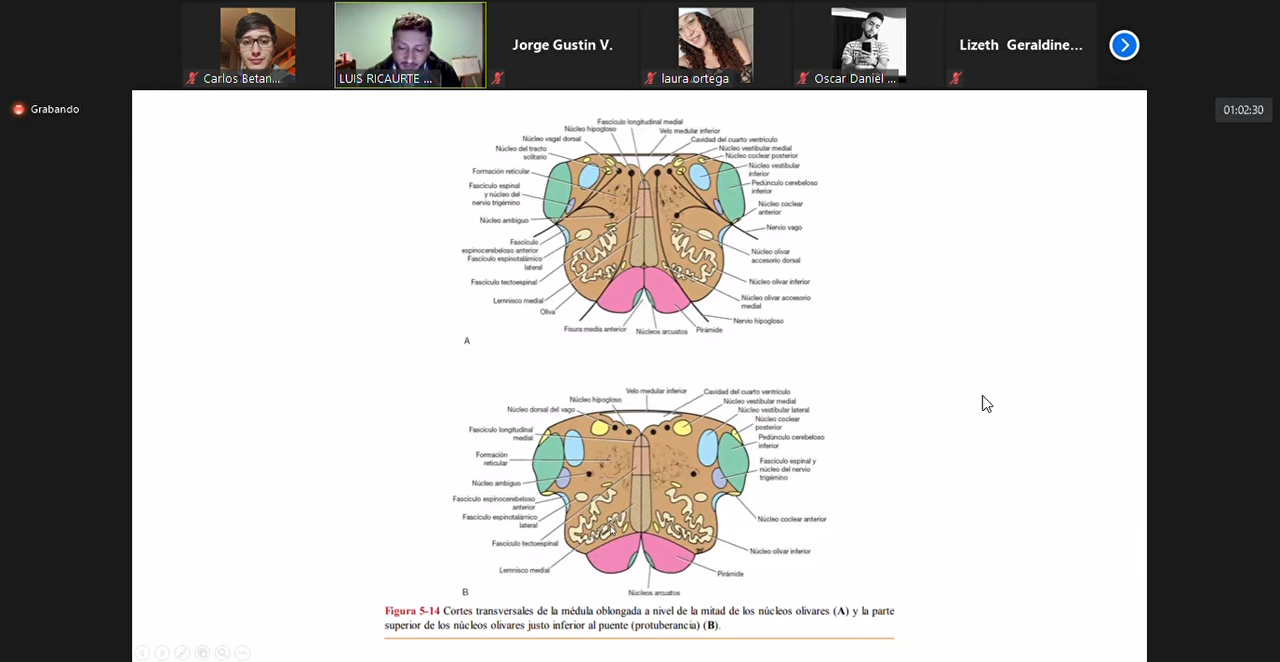 Carlos Betan...
LUIS RICAURTE ...
Jorge Gustin V.
laura ortega
Oscar Daniel ...
Lizeth Geraldine...
Grabando
01:02:30
Fascículo longitudinal medial
Núcleo hipogloso
Núcleo vagal dorsal
Núcleo del tracto
solitario
Formación reticular
Fascículo espinal
y núcleo del
nervio trigémino
Núcleo ambiguo
Fascículo
espinocerebeloso anterior
Fascículo espinotalámico
lateral
Fascículo tectoespinal
Lemnisco medial
Oliva
Fisura media anterior
Núcleos arcuatos
Pirámide
Velo medular inferior
Cavidad del cuarto ventrículo
Núcleo vestibular medial
Núcleo coclear posterior
Núcleo vestibular
inferior
Pedúnculo cerebeloso
inferior
Núcleo coclear
anterior
Nervio vago
Núcleo olivar
accesorio dorsal
Núcleo olivar inferior
Núcleo olivar accesorio
medial
Nervio hipogloso
A
Velo medular inferior
Núcleo hipogloso
Núcleo dorsal del vago
Fascículo longitudinal
medial
Formación
reticular
Núcleo ambiguo
Fascículo espinocerebeloso
anterior
Fascículo espinotalámico
lateral
Fascículo tectoespinal
Lemnisco medial
Núcleos arcuatos
Cavidad del cuarto ventrículo
Núcleo vestibular medial
Núcleo vestibular lateral
Núcleo coclear
posterior
Pedúnculo cerebeloso
inferior
Fascículo espinal y
núcleo del nervio
trigémino
Núcleo coclear anterior
Núcleo olivar inferior
Pirámide
B
Figura 5-14 Cortes transversales de la médula oblongada a nivel de la mitad de los núcleos olivares (A) y la parte
superior de los núcleos olivares justo inferior al puente (protuberancia) (B).